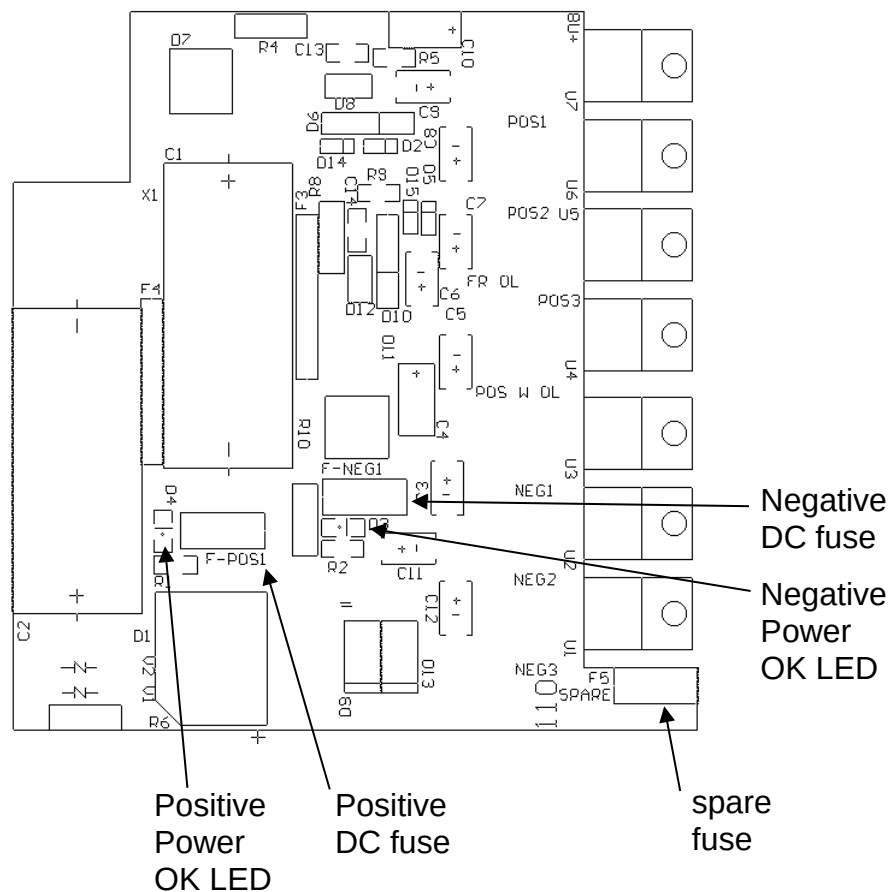 8U+
D7
R4
C13
R5
C10
U8
C9
U7
D6
POS1
C8
D14
D2
C1
D15
D5
R9
X1
R8
C14
F3
C7
U6
POS2
U5
FR OL
F4
C6
POS3
D12
D10
C5
D11
U4
POS W OL
C4
R10
U3
F-NEG1
C3
NEG1
D4
D3
Negative
DC fuse
F-POS1
R2
C11
U2
NEG2
C12
Negative
Power
OK LED
C2
D1
U1
NEG3
V2
D13
F5
SPARE
V1
D9
110
R6
Positive
Power
OK LED
Positive
DC fuse
spare
fuse